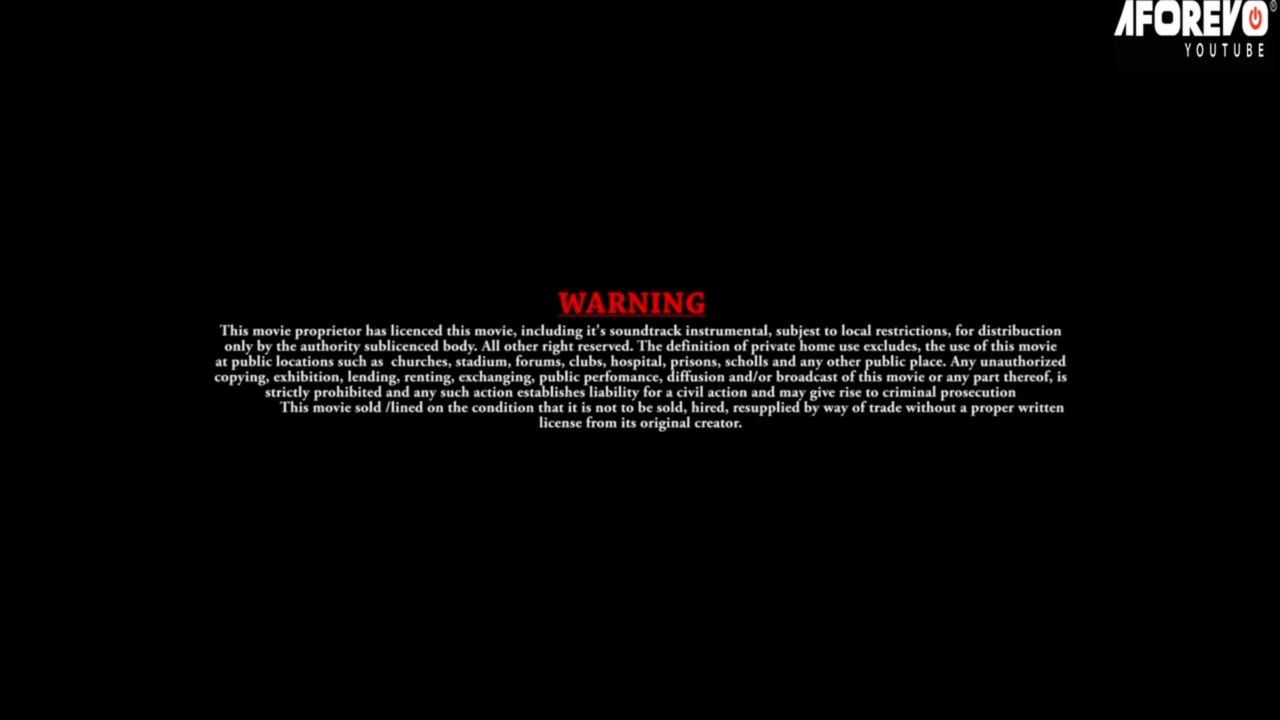 AFOREVO®
YOUTUBE
WARNING
This movie proprietor has licenced this movie, including it's soundtrack instrumental, subjest to local restrictions, for distribuction
only by the authority sublicenced body. All other right reserved. The definition of private home use excludes, the use of this movie
at public locations such as churches, stadium, forums, clubs, hospital, prisons, scholls and any other public place. Any unauthorized
copying, exhibition, lending, renting, exchanging, public perfomance, diffusion and/or broadcast of this movie or any part thereof, is
strictly prohibited and any such action establishes liability for a civil action and may give rise to criminal prosecution
This movie sold /lined on the condition that it is not to be sold, hired, resupplied by way of trade without a proper written
license from its original creator.